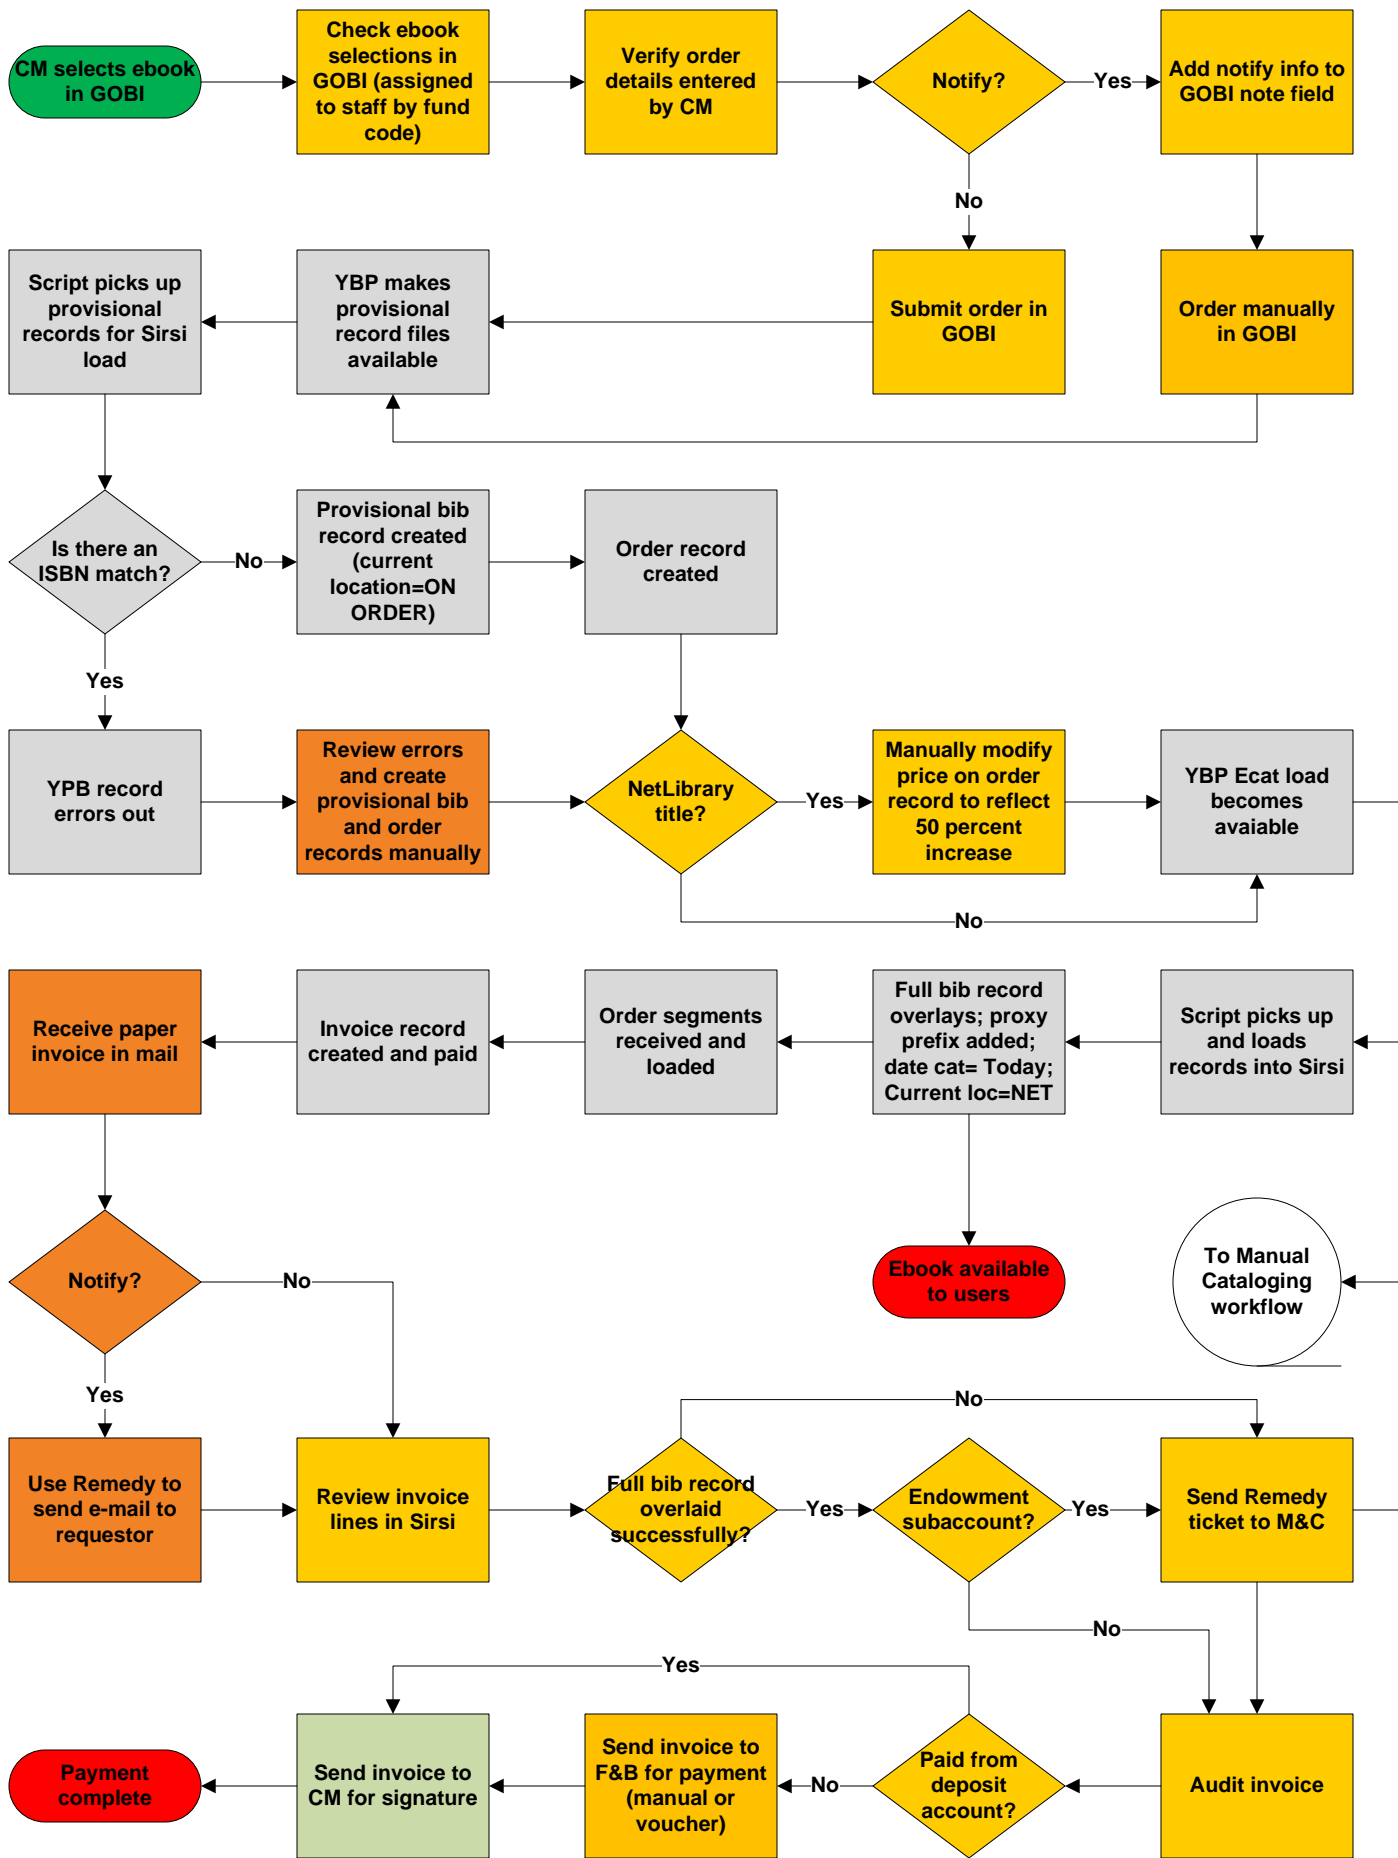 CM selects ebook
in GOBI
Check ebook
selections in
GOBI (assigned
to staff by fund
code)
Verify order
details entered
by CM
Notify?
Yes
Add notify info to
GOBI note field
No
Script picks up
provisional
records for Sirsi
load
YBP makes
provisional
record files
available
Submit order in
GOBI
Order manually
in GOBI
Is there an
ISBN match?
No
Provisional bib
record created
(current
location=ON
ORDER)
Order record
created
Yes
YPB record
errors out
Review errors
and create
provisional bib
and order
records manually
NetLibrary
title?
Yes
Manually modify
price on order
record to reflect
50 percent
increase
YBP Ecat load
becomes
avaiable
No
Receive paper
invoice in mail
Invoice record
created and paid
Order segments
received and
loaded
Full bib record
overlays; proxy
prefix added;
date cat= Today;
Current loc=NET
Script picks up
and loads
records into Sirsi
Notify?
No
Ebook available
to users
To Manual
Cataloging
workflow
Yes
No
Use Remedy to
send e-mail to
requestor
Review invoice
lines in Sirsi
Full bib record
overlaid
successfully?
Yes
Endowment
subaccount?
Yes
Send Remedy
ticket to M&C
No
Yes
Payment
complete
Send invoice to
CM for signature
Send invoice to
F&B for payment
(manual or
voucher)
No
Paid from
deposit
account?
Audit invoice